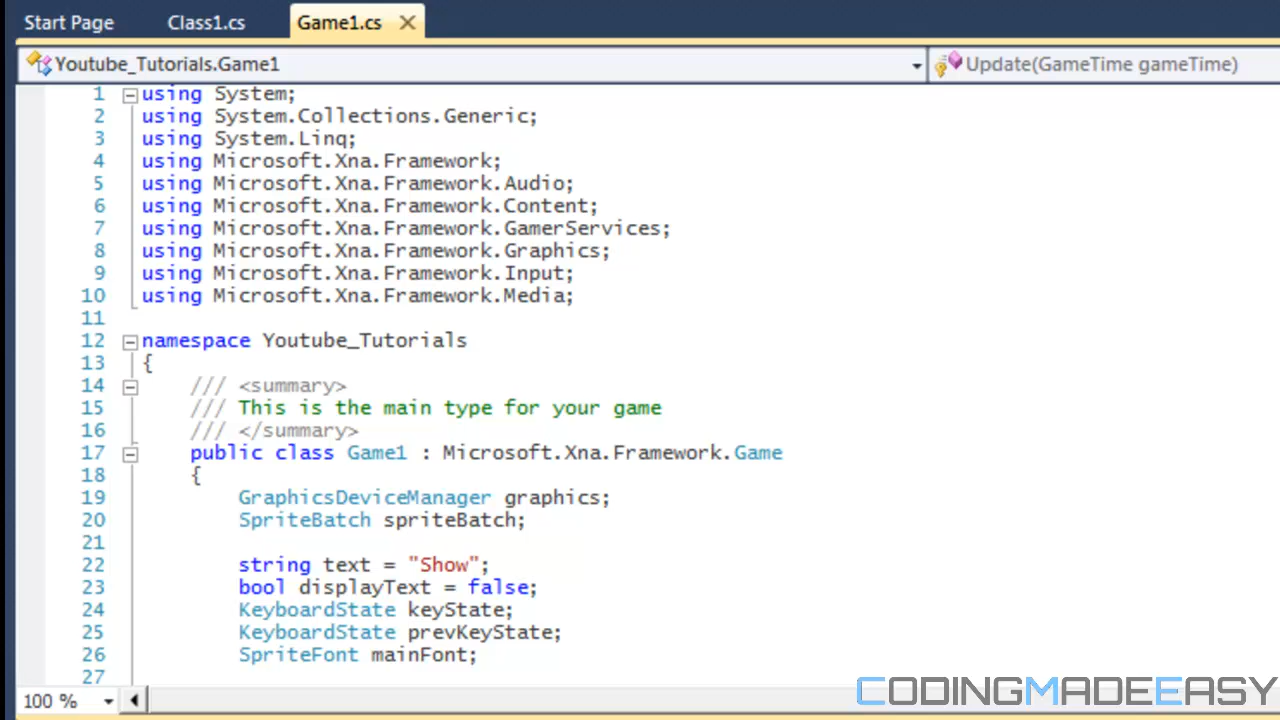 Start Page Class1.cs Game1.cs
Youtube_Tutorials.Game1 Update(GameTime gameTime)
1 using System;
2 using System.Collections.Generic;
3 using System.Linq;
4 using Microsoft.Xna.Framework;
5 using Microsoft.Xna.Framework.Audio;
6 using Microsoft.Xna.Framework.Content;
7 using Microsoft.Xna.Framework.GamerServices;
8 using Microsoft.Xna.Framework.Graphics;
9 using Microsoft.Xna.Framework.Input;
10 using Microsoft.Xna.Framework.Media;
11
12 namespace Youtube_Tutorials
13 {
14 /// <summary>
15 /// This is the main type for your game
16 /// </summary>
17 public class Game1 : Microsoft.Xna.Framework.Game
18 {
19 GraphicsDeviceManager graphics;
20 SpriteBatch spriteBatch;
21
22 string text = "Show";
23 bool displayText = false;
24 KeyboardState keyState;
25 KeyboardState prevKeyState;
26 SpriteFont mainFont;
27
100 %
CODINGMADEEASY